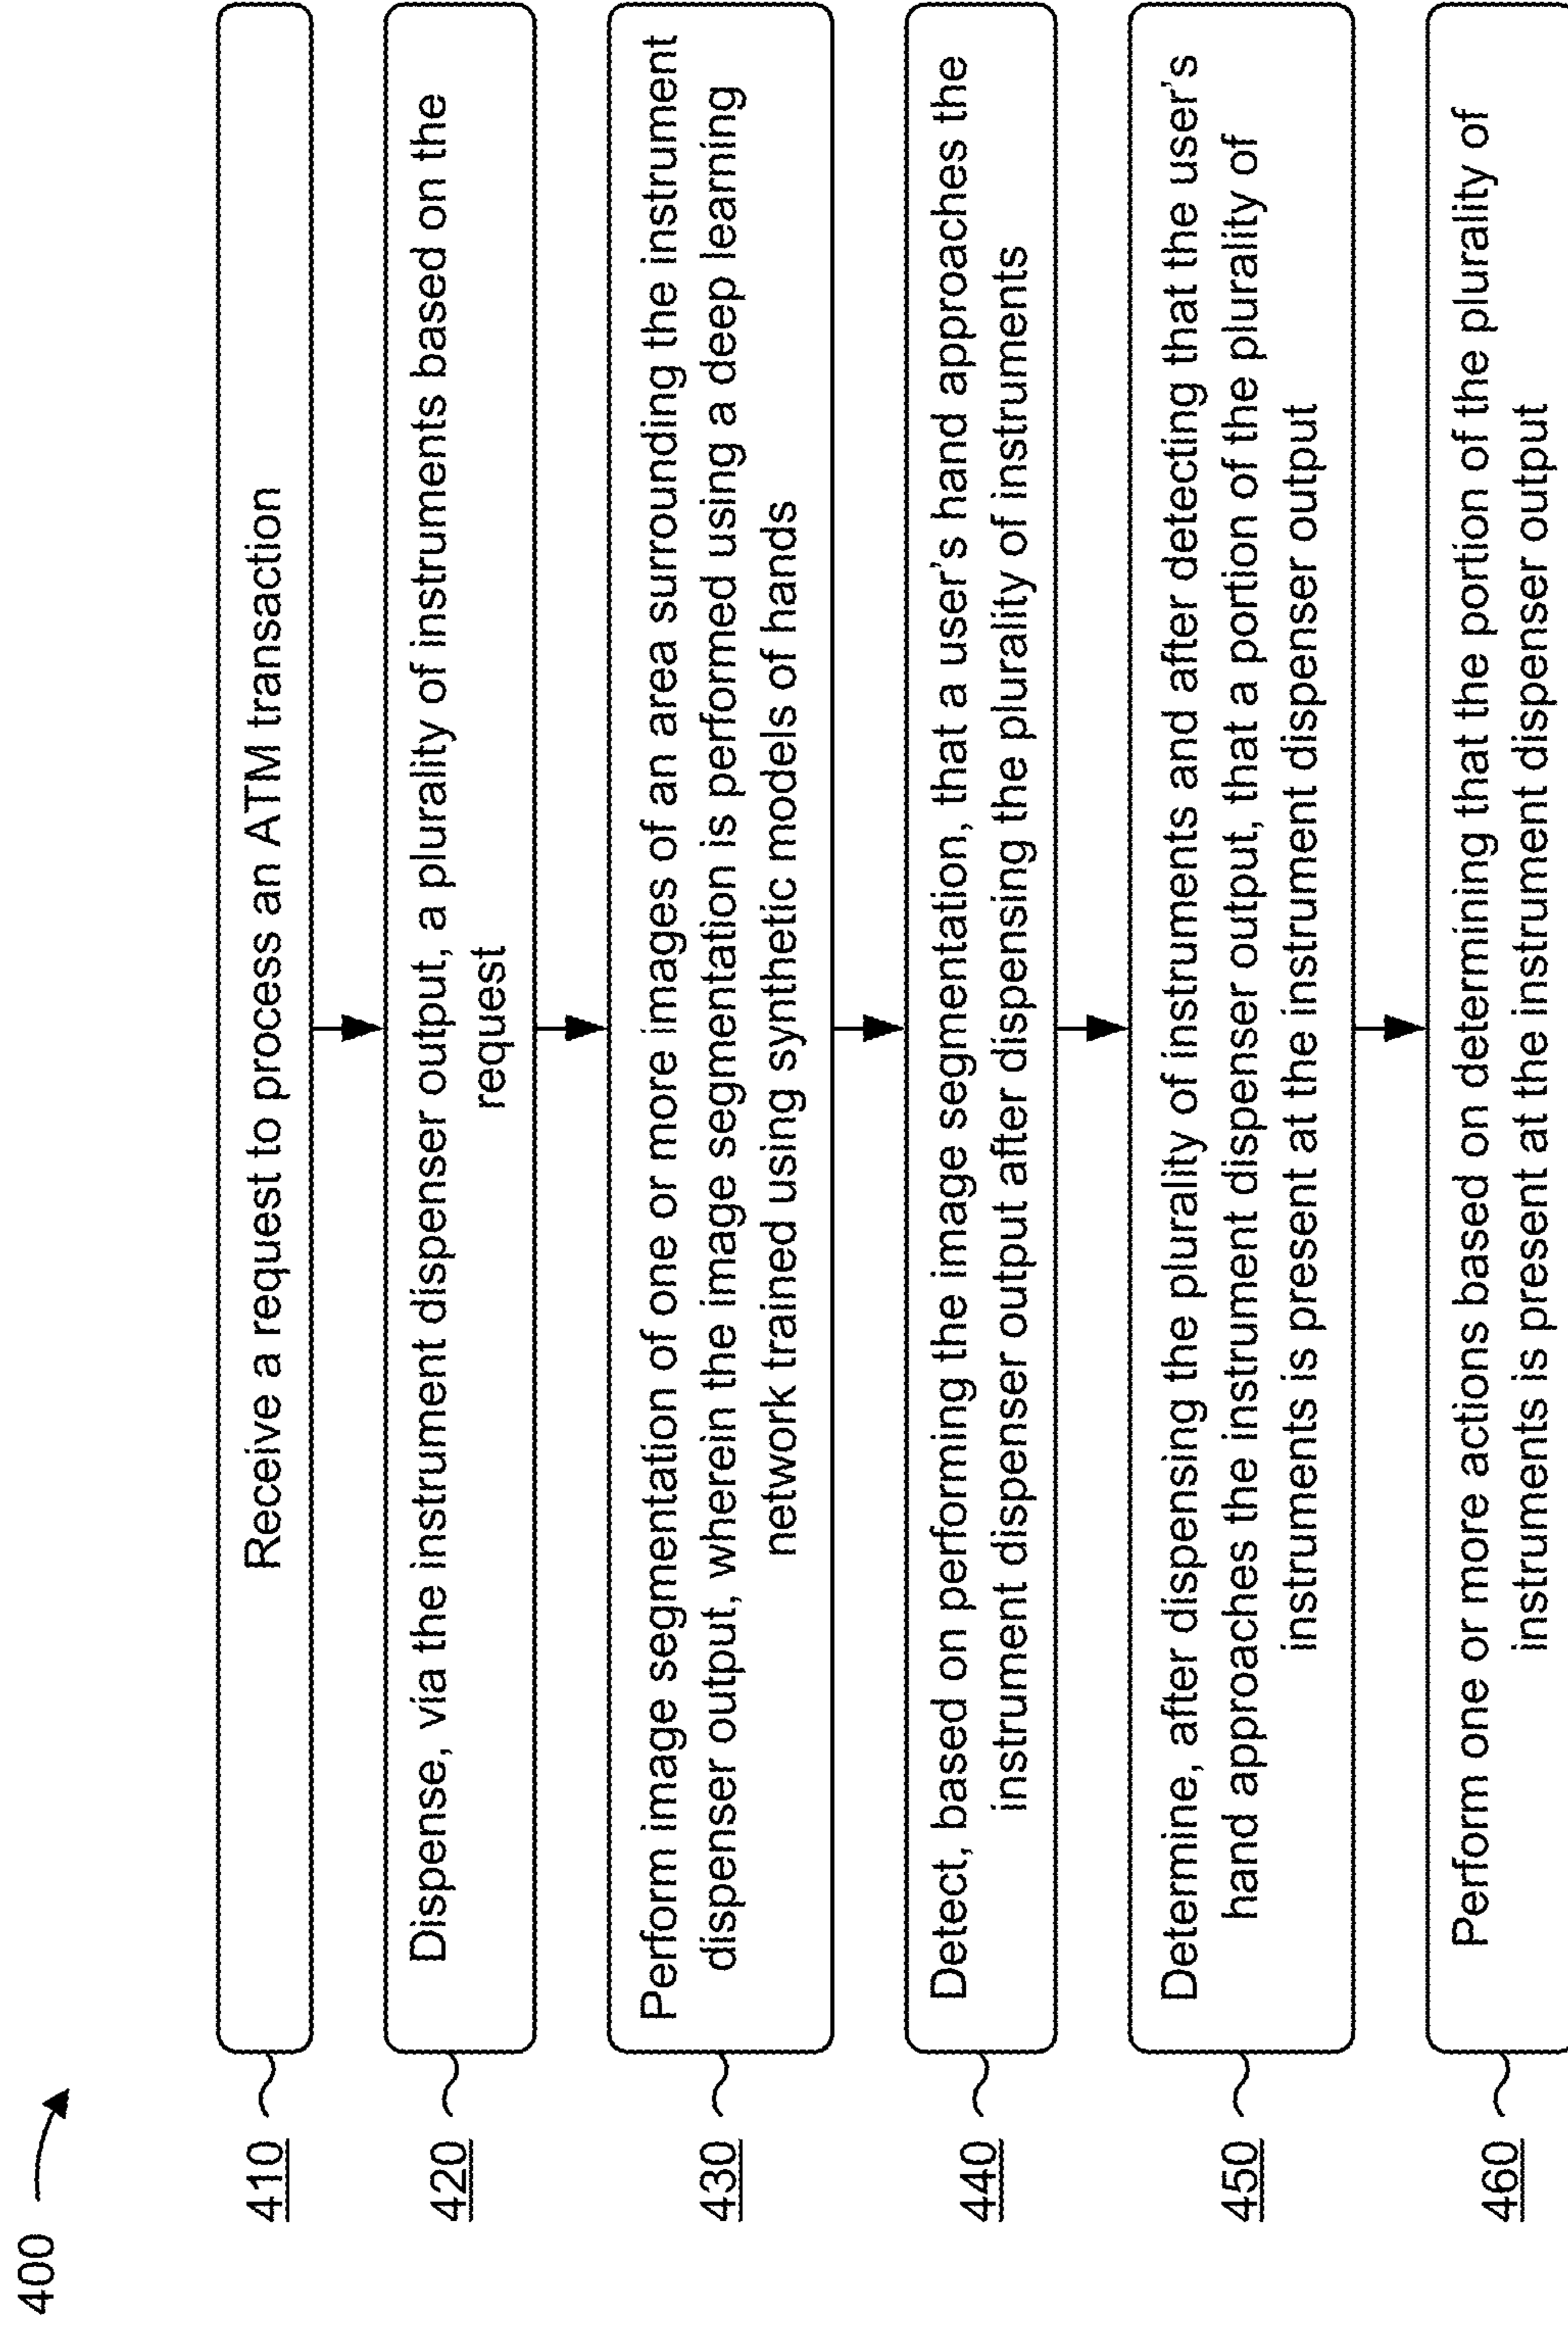 400
410
Receive a request to process an ATM transaction
420
Dispense, via the instrument dispenser output, a plurality of instruments based on the
request
430
Perform image segmentation of one or more images of an area surrounding the instrument
dispenser output, wherein the image segmentation is performed using a deep learning
network trained using synthetic models of hands
440
Detect, based on performing the image segmentation, that a user's hand approaches the
instrument dispenser output after dispensing the plurality of instruments
450
Determine, after dispensing the plurality of instruments and after detecting that the user's
hand approaches the instrument dispenser output, that a portion of the plurality of
instruments is present at the instrument dispenser output
460
Perform one or more actions based on determining that the portion of the plurality of
instruments is present at the instrument dispenser output